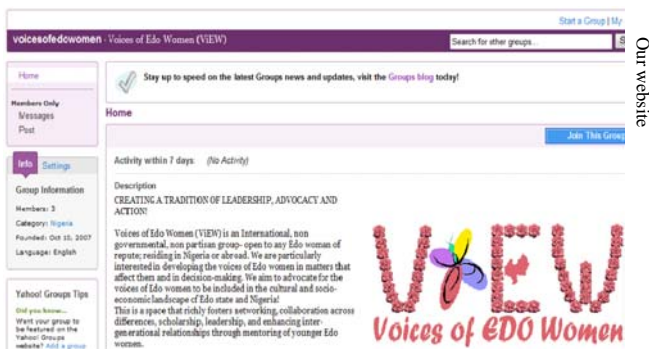 Start a Group | My
voicesofedowomen · Voices of Edo Women (ViEW)
Search for other groups...
S
Home
Members Only
Messages
Post
Info
Settings
Group Information
Members: 3
Category: Nigeria
Founded: Oct 10, 2007
Language: English
Yahoo! Groups Tips
Did you know...
Want your group to
be featured on the
Yahoo! Groups
website? Add a group
Stay up to speed on the latest Groups news and updates, visit the Groups blog today!
Home
Join This Group
Activity within 7 days: (No Activity)
Description
CREATING A TRADITION OF LEADERSHIP, ADVOCACY AND
ACTION!
Voices of Edo Women (ViEW) is an International, non
governmental, non partisan group- open to any Edo woman of
repute; residing in Nigeria or abroad. We are particularly
interested in developing the voices of Edo women in matters that
affect them and in decision-making. We aim to advocate for the
voices of Edo women to be included in the cultural and socio-
economic landscape of Edo state and Nigeria!
This is a space that richly fosters networking, collaboration across
differences, scholarship, leadership, and enhancing inter-
generational relationships through mentoring of younger Edo
women.
ViEW
Voices of EDO Women
Our website